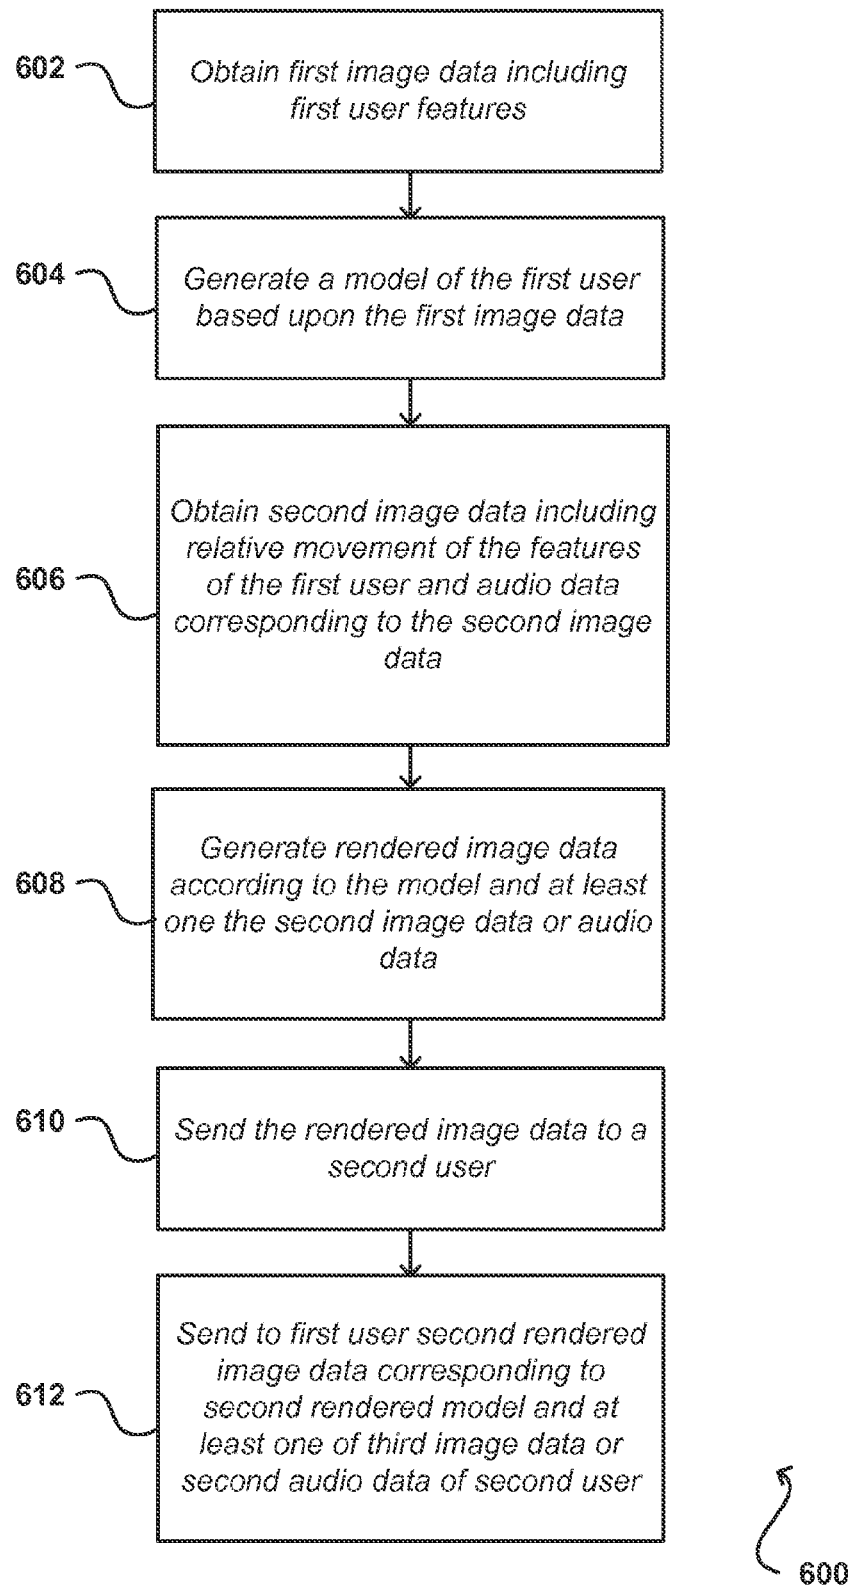 602
Obtain first image data including
first user features
604
Generate a model of the first user
based upon the first image data
606
Obtain second image data including
relative movement of the features
of the first user and audio data
corresponding to the second image
data
608
Generate rendered image data
according to the model and at least
one the second image data or audio
data
610
Send the rendered image data to a
second user
612
Send to first user second rendered
image data corresponding to
second rendered model and at
least one of third image data or
second audio data of second user
600